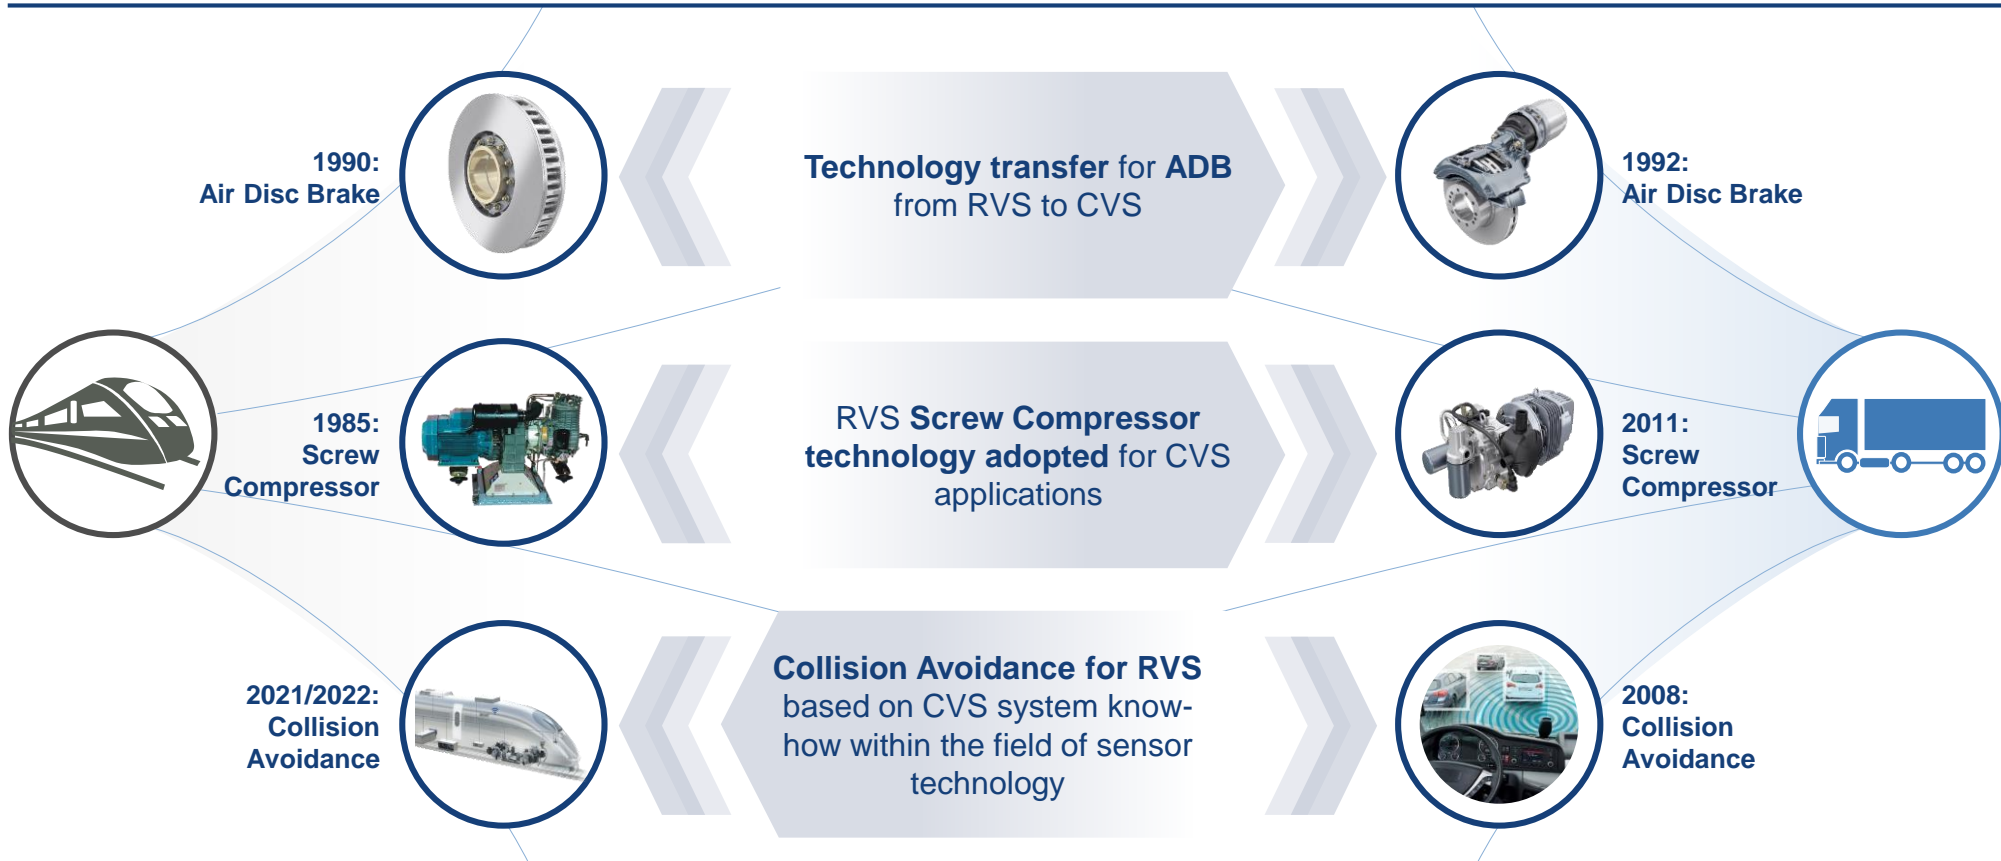 1990:
Air Disc Brake
Technology transfer for ADB
from RVS to CVS
1992:
Air Disc Brake
1985:
Screw
Compressor
RVS Screw Compressor
technology adopted for CVS
applications
2011:
Screw
Compressor
2021/2022:
Collision
Avoidance
Collision Avoidance for RVS
based on CVS system know-
how within the field of sensor
technology
2008:
Collision
Avoidance